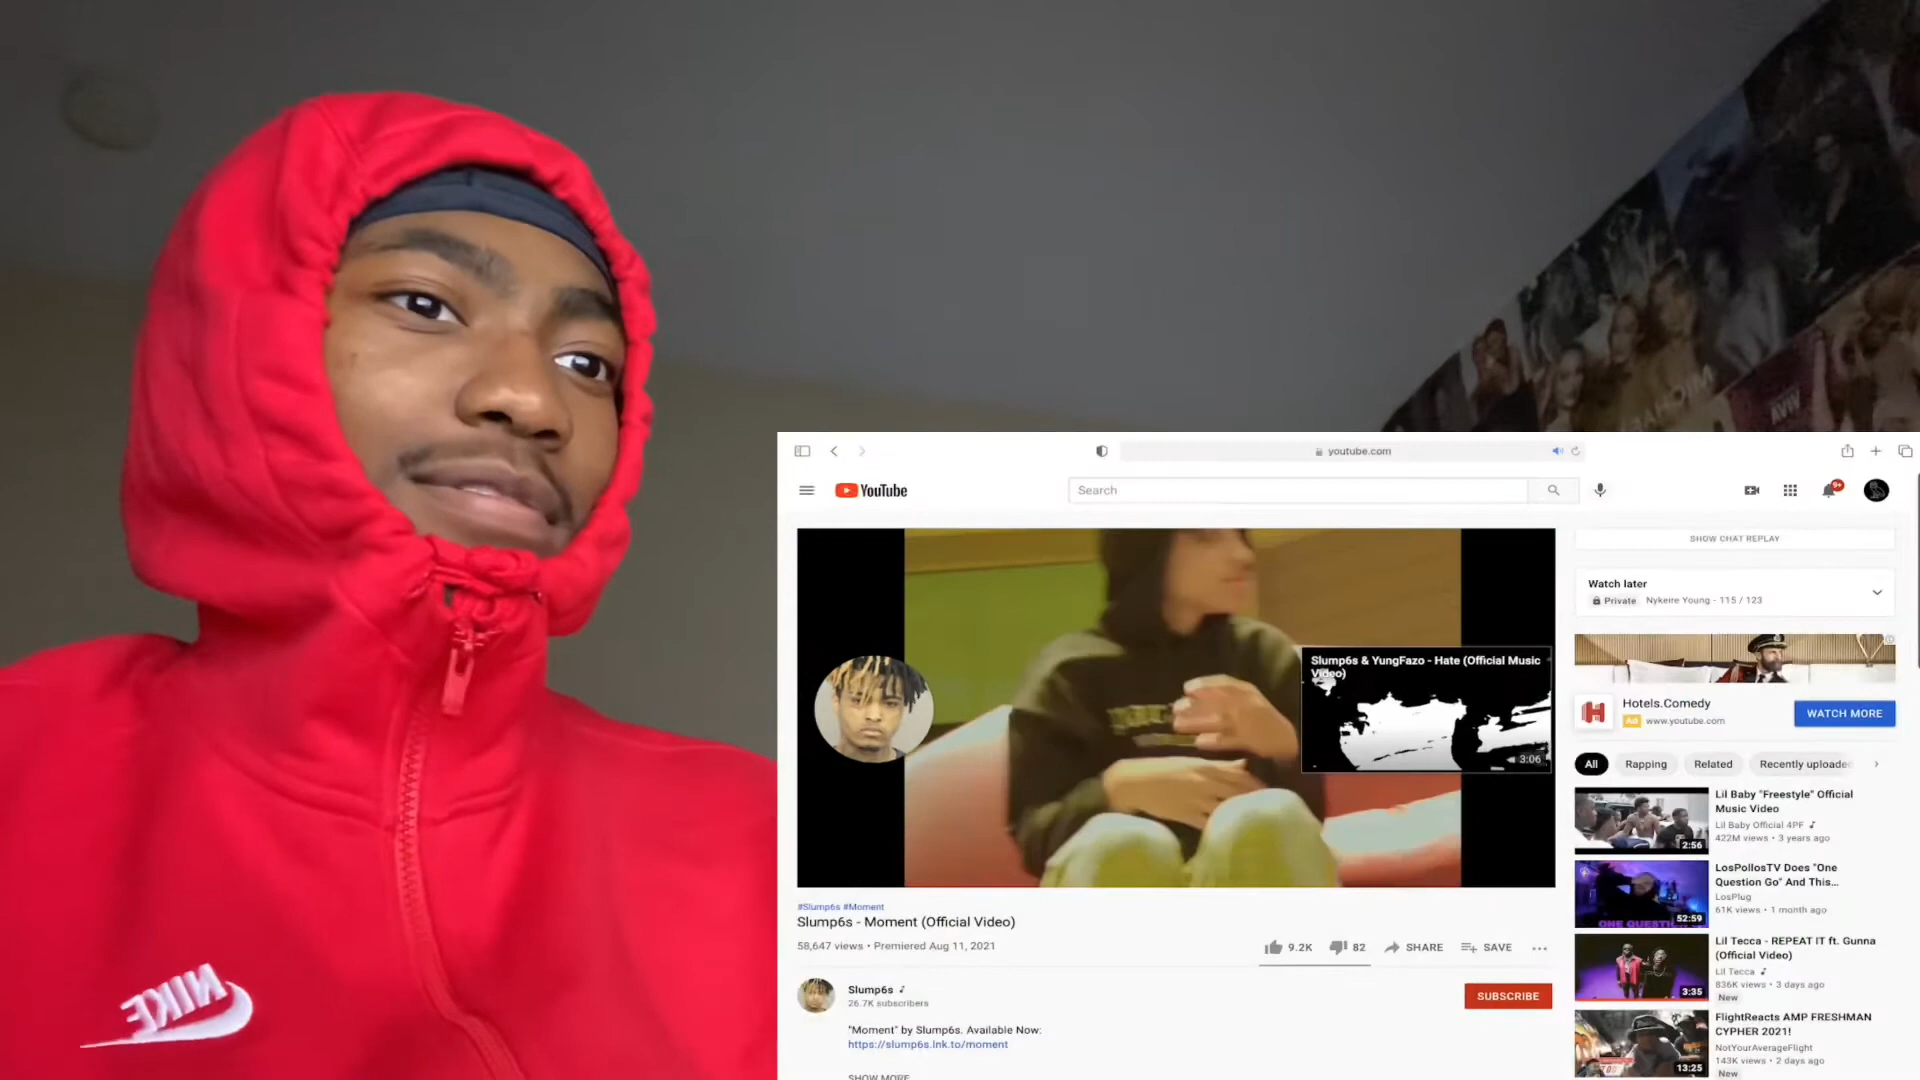 NIKE
youtube.com
YouTube
Search
9+
SHOW CHAT REPLAY
Watch later
Private Nykeire Young - 115 / 123
Slump6s & YungFazo - Hate (Official Music
Video)
3:06
Hotels.Comedy
Ad www.youtube.com
WATCH MORE
All Rapping Related Recently uploaded
Lil Baby "Freestyle" Official
Music Video
Lil Baby Official 4PF
422M views • 3 years ago
2:56
LosPollosTV Does "One
Question Go" And This...
LosPlug
61K views • 1 month ago
52:59
ONE QUESTION
Lil Tecca - REPEAT IT ft. Gunna
(Official Video)
Lil Tecca
836K views • 3 days ago
New
3:35
FlightReacts AMP FRESHMAN
CYPHER 2021!
NotYourAverageFlight
143K views • 2 days ago
New
13:25
#Slump6s #Moment
Slump6s - Moment (Official Video)
58,647 views • Premiered Aug 11, 2021
9.2K 82 SHARE SAVE
Slump6s
26.7K subscribers
SUBSCRIBE
"Moment" by Slump6s. Available Now:
https://slump6s.lnk.to/moment
SHOW MORE